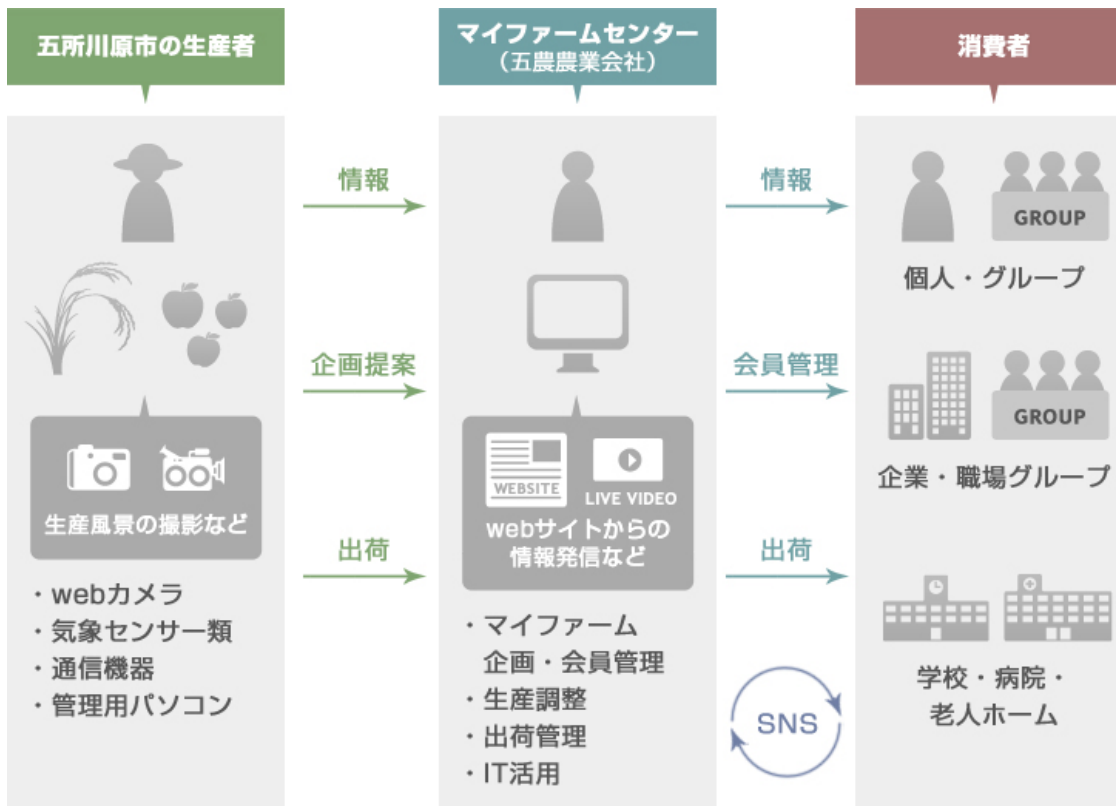 五所川原市の生産者
マイファームセンター
（五農農業会社）
消費者
情報
企画提案
出荷
情報
会員管理
出荷
SNS
生産風景の撮影など
・webカメラ
・気象センサー類
・通信機器
・管理用パソコン
WEBSITE
LIVE VIDEO
webサイトからの
情報発信など
・マイファーム
企画・会員管理
・生産調整
・出荷管理
・IT活用
GROUP
個人・グループ
GROUP
企業・職場グループ
学校・病院・
老人ホーム